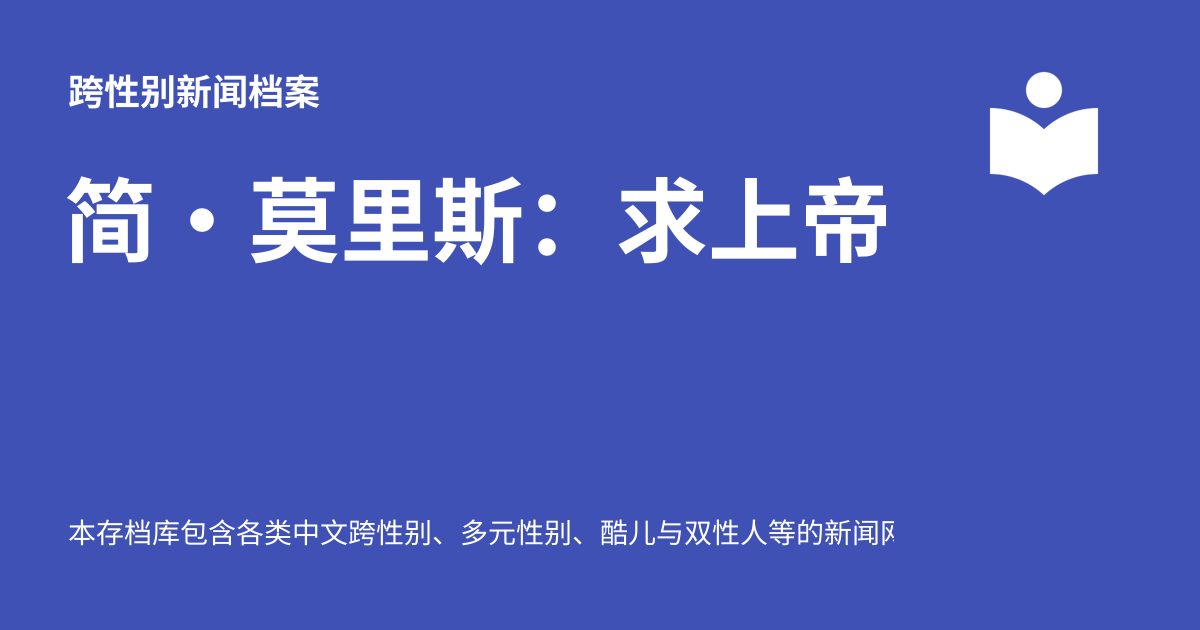 跨性别新闻档案
简·莫里斯：求上帝
本存档库包含各类中文跨性别、多元性别、酷儿与双性人等的新闻网